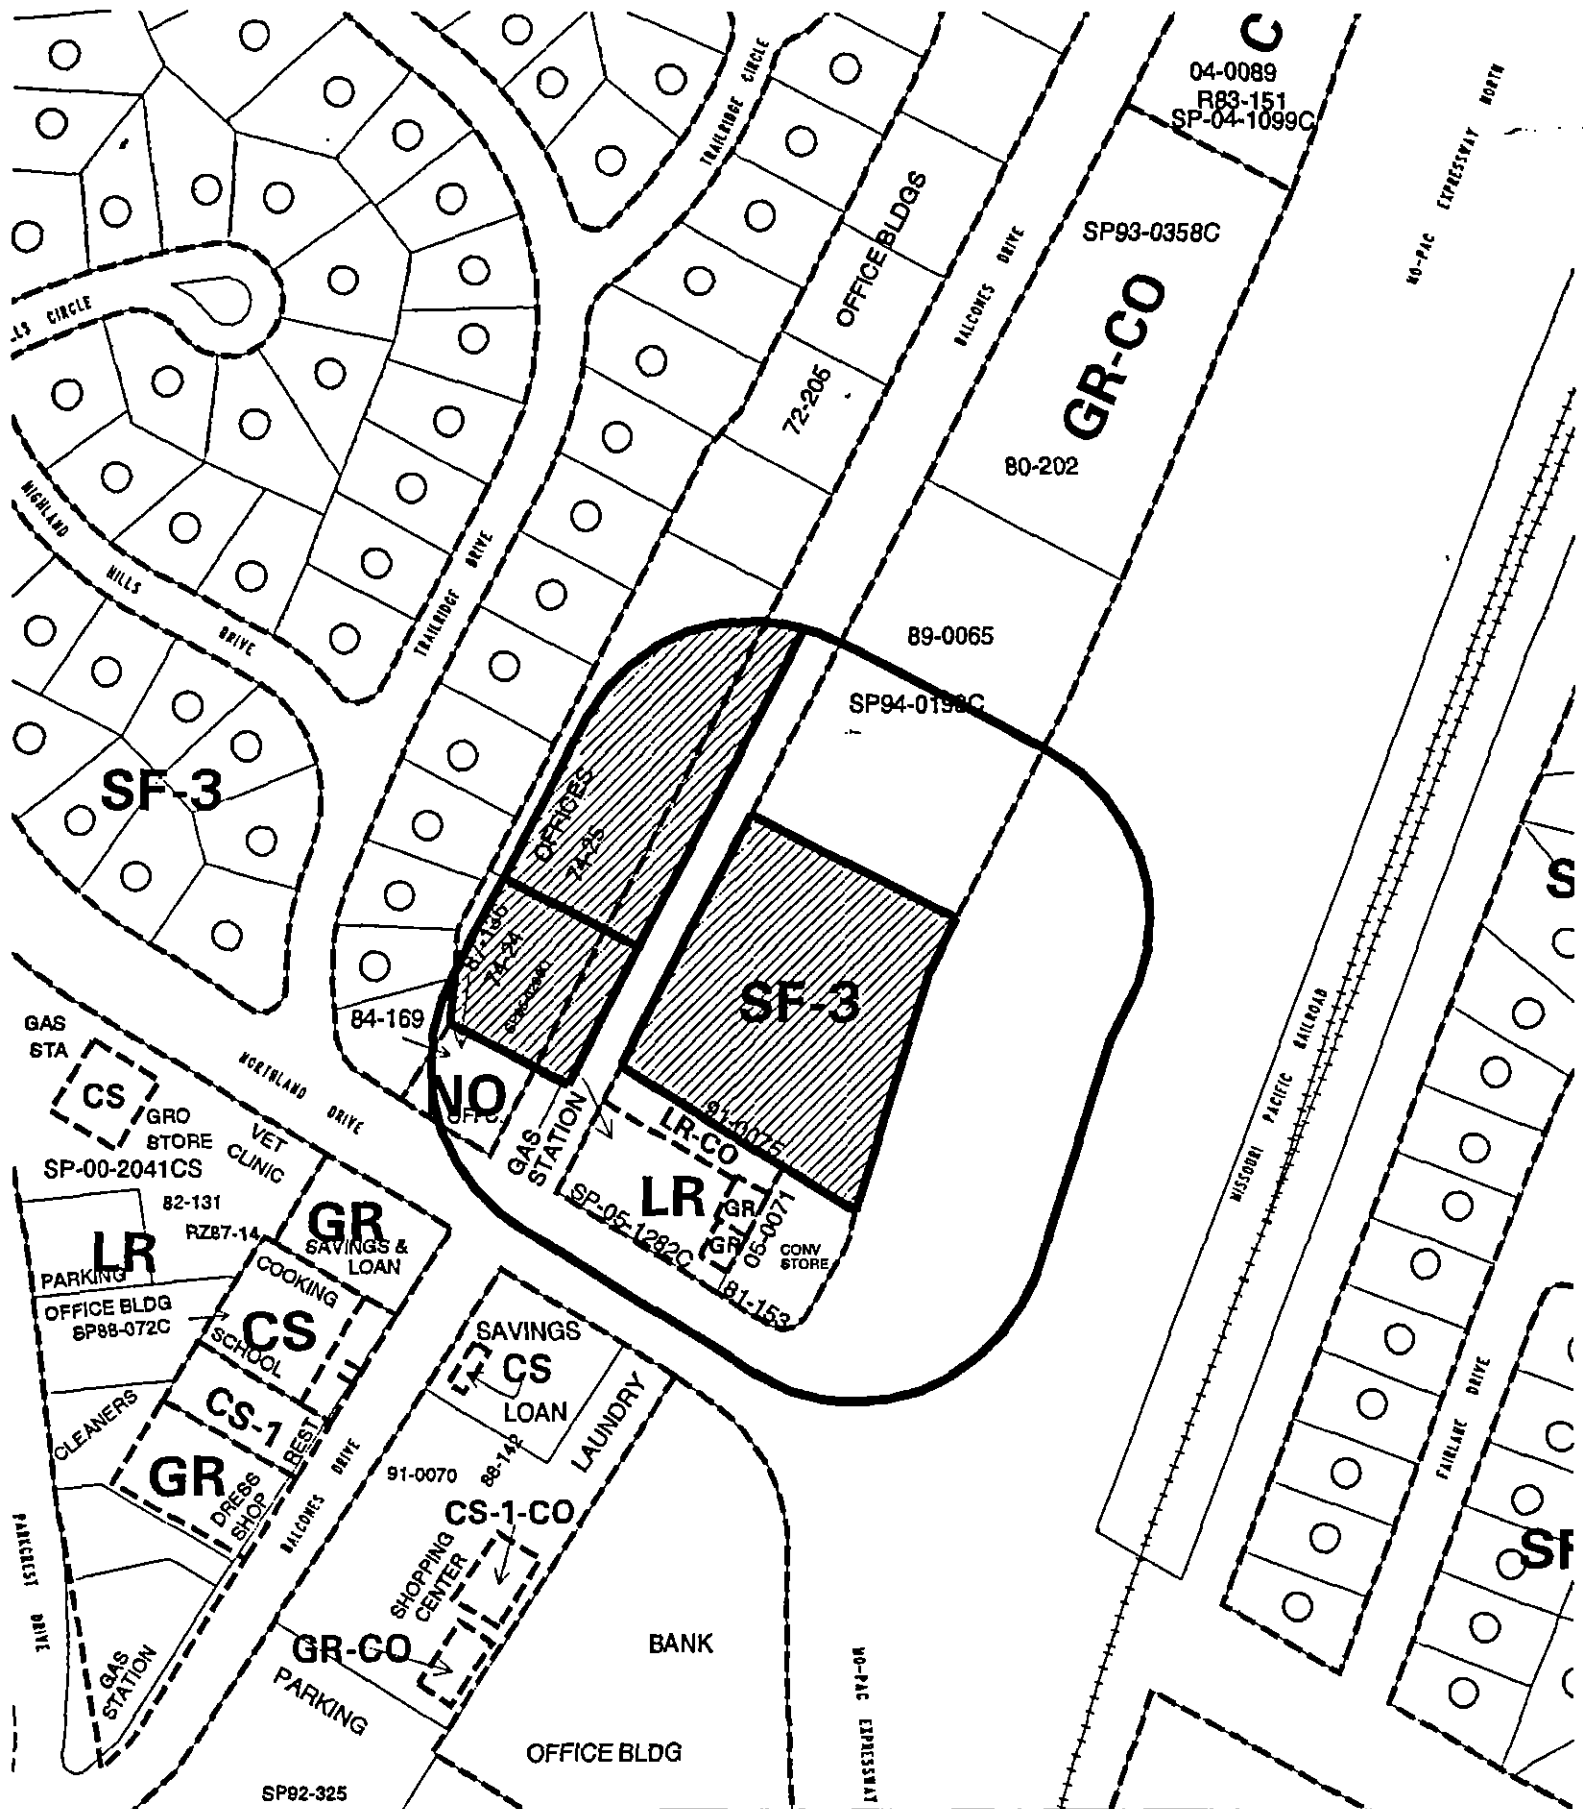 C
04-0089
R83-151
SP-04-1099C
MO-PAC EXPRESSWAY NORTH
TRAILRIDGE CIRCLE
OFFICE BLDGS
BALCONES DRIVE
SP93-0358C
GR-CO
LLS CIRCLE
72-205
80-202
HIGHLAND HILLS DRIVE
TRAILRIDGE DRIVE
89-0065
SP94-0198C
SF-3
OFFICES
74-25
S
87-136
74-24
SF-3
84-169
GAS
STA
CS
GRO
STORE
NORTHLAND DRIVE
NO
OFFC.
GAS
STATION
91-0075
LR-CO
MISSOURI PACIFIC RAILROAD
VET
CLINIC
SP-00-2041CS
82-131
RZ87-14
LR
PARKING
GR
SAVINGS &
LOAN
LR
SP-05-1282C
GR
GR
05-0071
CONV
STORE
81-153
OFFICE BLDG
SP88-072C
COOKING
CS
SCHOOL
SAVINGS
CS
LOAN
LAUNDRY
CLEANERS
CS-1
REST
GR
DRESS
SHOP
BALCONES DRIVE
91-0070
88-142
CS-1-CO
FAIRLANE DRIVE
SHOPPING
CENTER
PARKCREST DRIVE
SF
GR-CO
BANK
GAS
STATION
PARKING
MO-PAC EXPRESSWAY
OFFICE BLDG
SP92-325